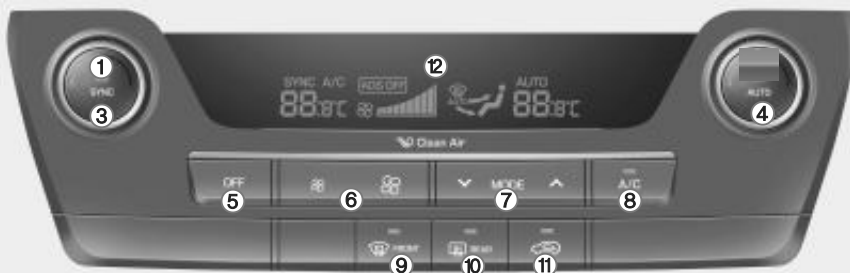 ① ⑫
SYNC A/C ADS OFF AUTO
SYNC AUTO
88:8°C 88:8°C
③ ④
Clean Air
OFF MODE A/C
⑤ ⑥ ⑦ ⑧
FRONT REAR
⑨ ⑩ ⑪